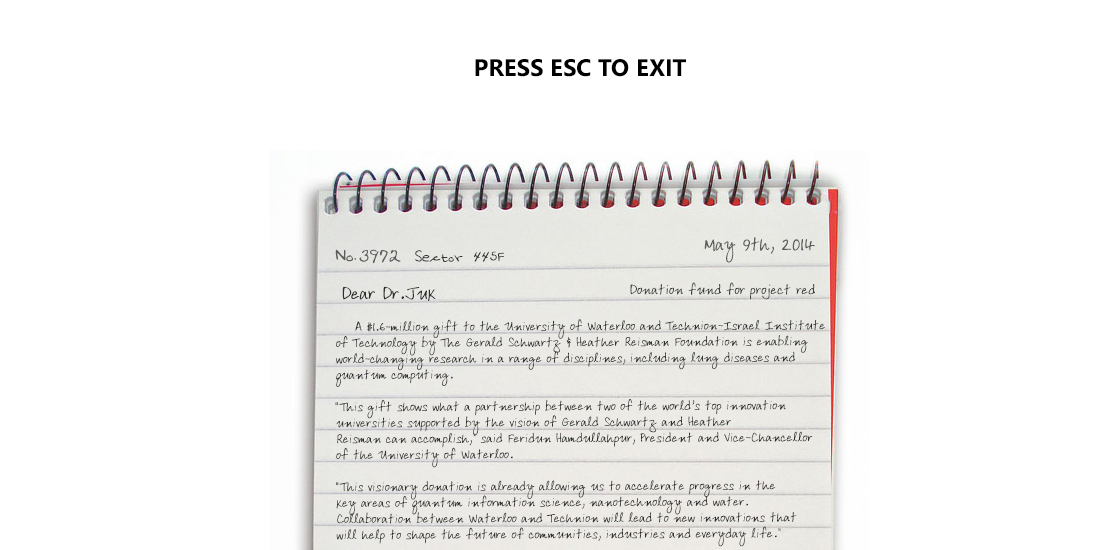 PRESS ESC TO EXIT
May 9th, 2014
No.3972 Sector 445F
Dear Dr.Juk
Donation fund for project red
A $1.6-million gift to the University of Waterloo and Technion-Israel Institute
of Technology by The Gerald Schwartz & Heather Reisman Foundation is enabling
world-changing research in a range of disciplines, including lung diseases and
quantum computing.
"This gift shows what a partnership between two of the world's top innovation
universities supported by the vision of Gerald Schwartz and Heather
Reisman can accomplish," said Feridun Hamdullahpur, President and Vice-Chancellor
of the University of Waterloo.
"This visionary donation is already allowing us to accelerate progress in the
key areas of quantum information science, nanotechnology and water.
Collaboration between Waterloo and Technion will lead to new innovations that
will help to shape the future of communities, industries and everyday life."